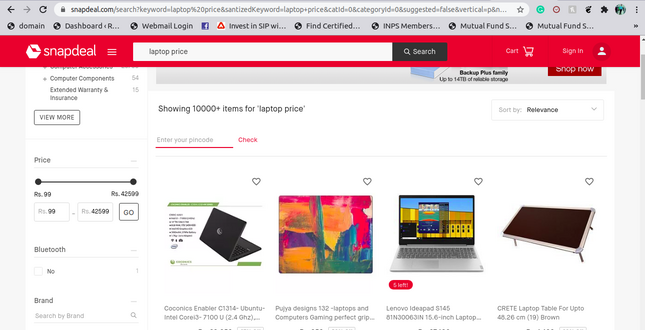 snapdeal.com/search?keyword=laptop%20price&santizedKeyword=laptop+price&catId=0&categoryId=0&suggested=false&vertical=p&n...
domain
Dashboard ‹ R...
Webmail Login
Invest in SIP wi...
Find Certified...
INPS Members...
Mutual Fund S...
Mutual Fund S...
»
snapdeal
laptop price
Search
Cart
Sign In
Computer Components 54
Extended Warranty & 15
Insurance
VIEW MORE
Backup Plus family
Up to 14TB of reliable storage
Shop now
Showing 10000+ items for 'laptop price'
Sort by: Relevance
Enter your pincode
Check
Price
Rs. 99
Rs. 42599
Rs. 99 - Rs. 42599 GO
Bluetooth
No 1
Brand
Search by Brand
5 left!
Coconics Enabler C1314- Ubuntu-
Intel Corei3- 7100 U (2.4 Ghz),...
Pujya designs 132 -laptops and
Computers Gaming perfect grip...
Lenovo Ideapad S145
81N30063IN 15.6-inch Laptop...
CRETE Laptop Table For Upto
48.26 cm (19) Brown